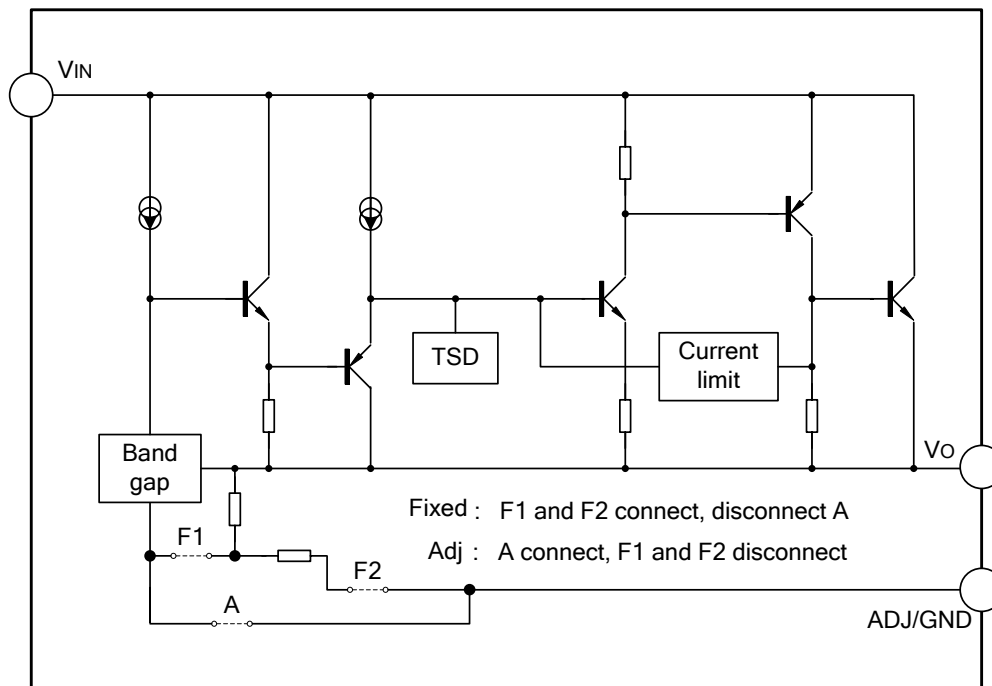 VIN
TSD
Current
limit
Band
gap
VO
Fixed : F1 and F2 connect, disconnect A
F1
Adj : A connect, F1 and F2 disconnect
F2
A
ADJ/GND